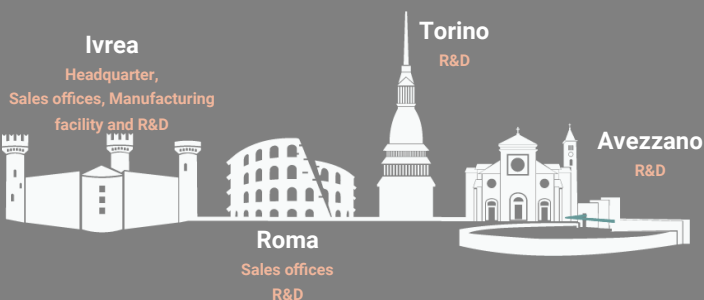 Ivrea
Headquarter,
Sales offices, Manufacturing
facility and R&D
Roma
Sales offices
R&D
Torino
R&D
Avezzano
R&D